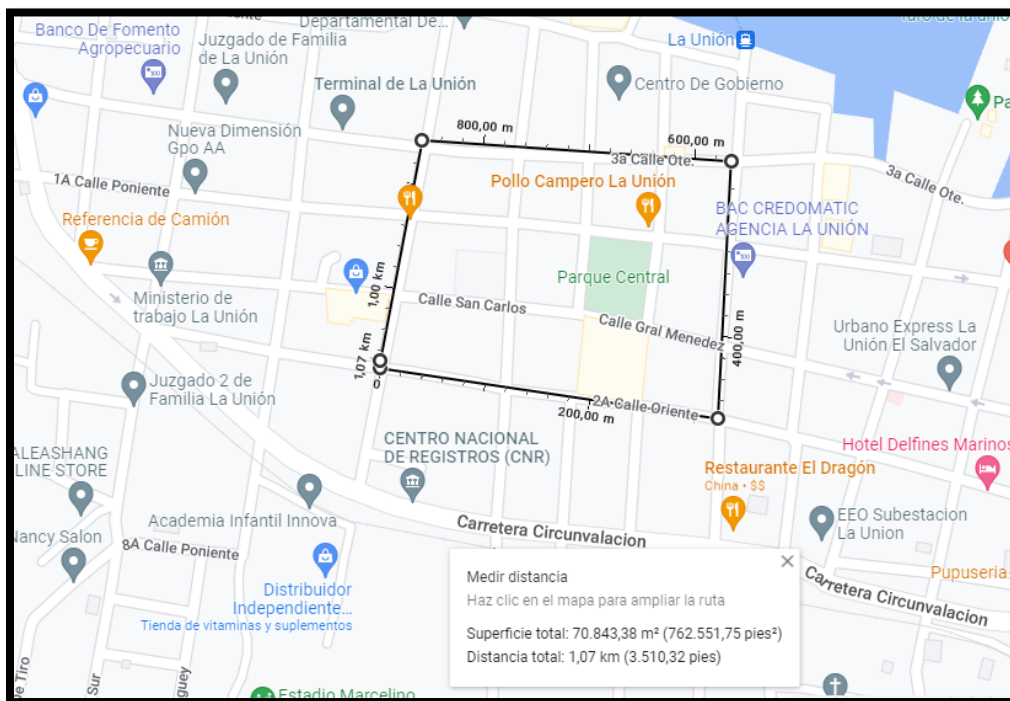 Departamental De...
Banco De Fomento
Agropecuario
Juzgado de Familia
de La Unión
La Unión
Terminal de La Unión
Centro De Gobierno
Nueva Dimensión
Gpo AA
800,00 m
600,00 m
3a Calle Ote.
3a Calle Ote.
1A Calle Poniente
Pollo Campero La Unión
Referencia de Camión
BAC CREDOMATIC
AGENCIA LA UNIÓN
Parque Central
1,00 km
Ministerio de
trabajo La Unión
Calle San Carlos
Calle Gral Menedez
400,00 m
Urbano Express La
Unión El Salvador
1,07 km
0
Juzgado 2 de
Familia La Unión
2A Calle Oriente
200,00 m
ALEASHANG
LINE STORE
CENTRO NACIONAL
DE REGISTROS (CNR)
Hotel Delfines Marinos
Restaurante El Dragón
China • $$
Academia Infantil Innova
EEO Subestacion
La Union
Nancy Salon
8A Calle Poniente
Carretera Circunvalacion
Carretera Circunvalacion
Pupuseria
Distribuidor
Independiente...
Tienda de vitaminas y suplementos
Medir distancia
Haz clic en el mapa para ampliar la ruta
Superficie total: 70.843,38 m² (762.551,75 pies²)
Distancia total: 1,07 km (3.510,32 pies)
De Tiro
Sur
guey
Estadio Marcelino